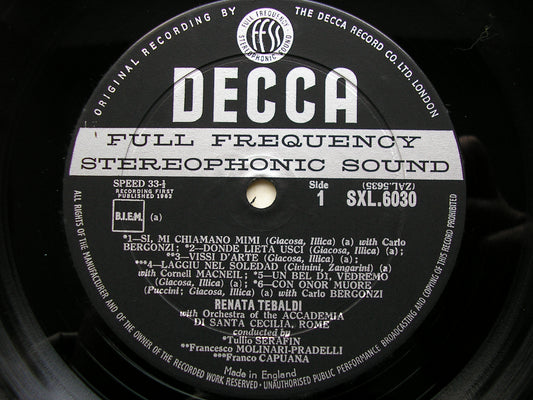 ORIGINAL RECORDING BY
THE DECCA RECORD CO., LTD., LONDON
FULL FREQUENCY
FFSS
STEREOPHONIC SOUND
DECCA
FULL FREQUENCY
STEREOPHONIC SOUND
SPEED 33⅓
RECORDING FIRST
PUBLISHED 1962
Side
1
(ZAL.5635)
SXL.6030
B.I.E.M. (a)
*1—SI, MI CHIAMANO MIMI (Giacosa, Illica) (a) with Carlo
BERGONZI; *2—DONDE LIETA USCI (Giacosa, Illica) (a);
**3—VISSI D'ARTE (Giacosa, Illica) (a);
***4—LAGGIU NEL SOLEDAD (Civinini, Zangarini) (a)
with Cornell MACNEIL; *5—UN BEL DI, VEDREMO
(Giacosa, Illica) (a); *6—CON ONOR MUORE
(Puccini; Giacosa, Illica) (a) with Carlo BERGONZI
RENATA TEBALDI
with Orchestra of the ACCADEMIA
DI SANTA CECILIA, ROME
conducted by
*Tullio SERAFIN
**Francesco MOLINARI-PRADELLI
***Franco CAPUANA
Made in England
ALL RIGHTS OF THE MANUFACTURER AND OF THE OWNER OF THE RECORDED WORK RESERVED · UNAUTHORISED PUBLIC PERFORMANCE BROADCASTING AND COPYING OF THIS RECORD PROHIBITED